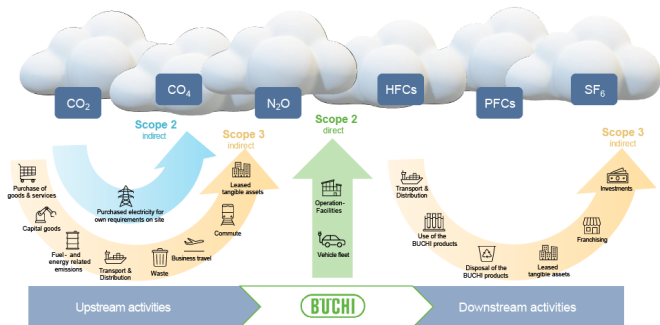 CO2
CO4
N2O
HFCs
PFCs
SF6
Scope 2
indirect
Scope 3
indirect
Scope 2
direct
Scope 3
indirect
Purchase of
goods & services
Capital goods
Fuel- and
energy related
emissions
Transport &
Distribution
Waste
Business travel
Commute
Leased
tangible assets
Purchased electricity for
own requirements on site
Operation-
Facilities
Vehicle fleet
Transport &
Distribution
Use of the
BUCHI products
Disposal of the
BUCHI products
Leased
tangible assets
Franchising
Investments
Upstream activities
BÜCHI
Downstream activities